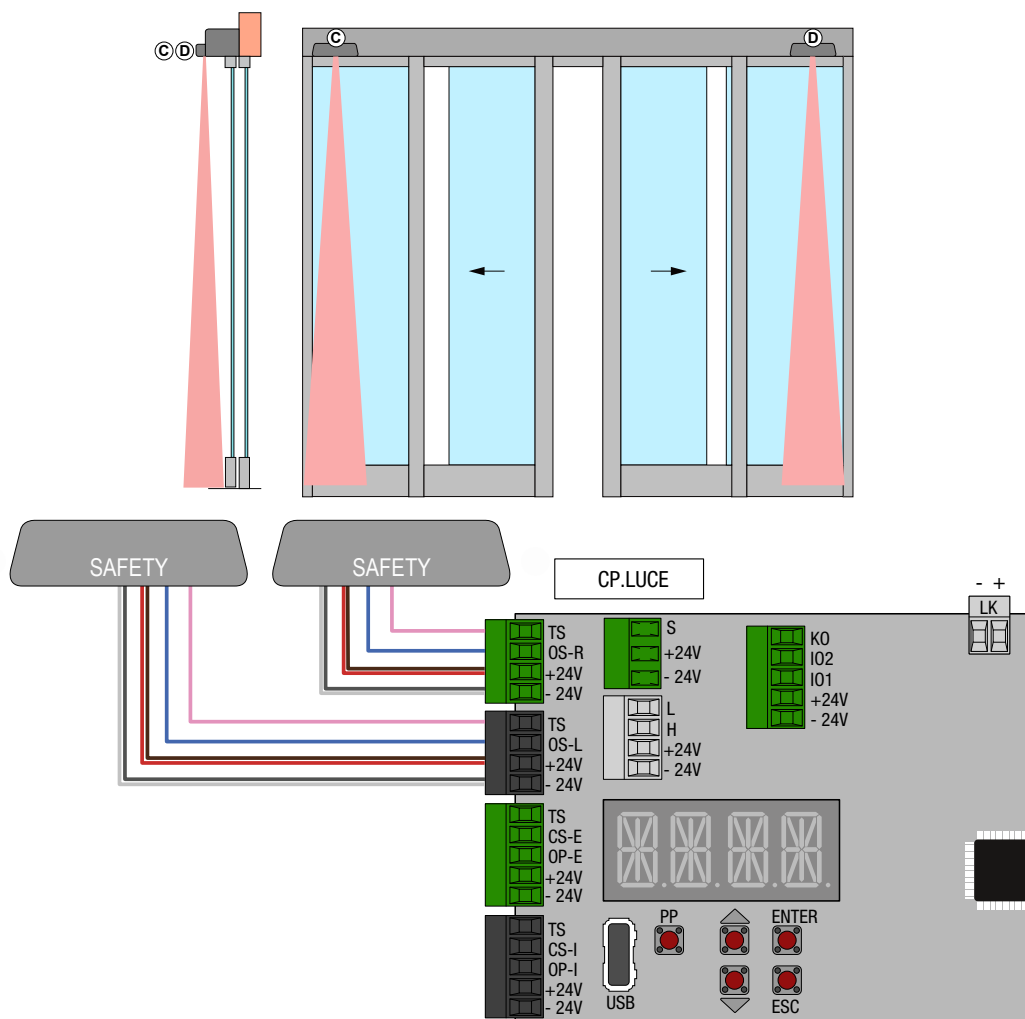 C D
C
D
SAFETY
SAFETY
CP.LUCE
- +
LK
TS
OS-R
+24V
- 24V
TS
OS-L
+24V
- 24V
TS
CS-E
OP-E
+24V
- 24V
TS
CS-I
OP-I
+24V
- 24V
S
+24V
- 24V
L
H
+24V
- 24V
KO
IO2
IO1
+24V
- 24V
PP
ENTER
USB
ESC